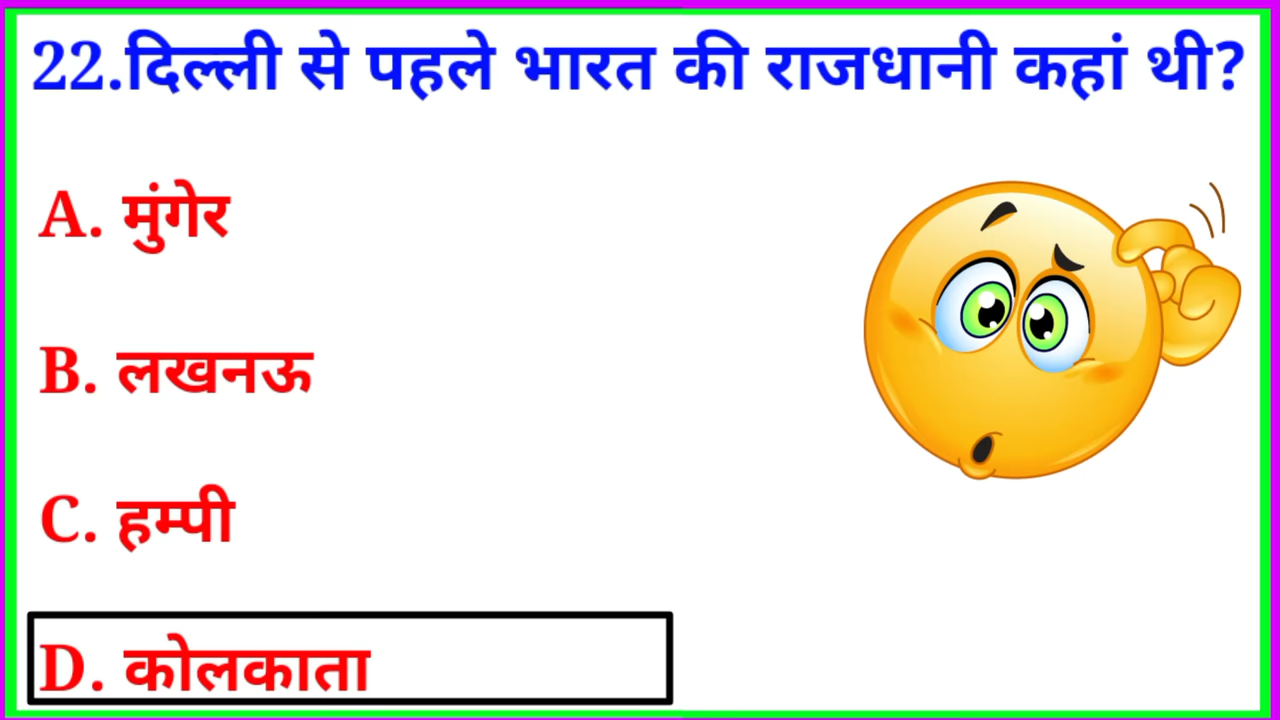 22.दिल्ली से पहले भारत की राजधानी कहां थी?
A. मुंगेर
B. लखनऊ
C. हम्पी
D. कोलकाता